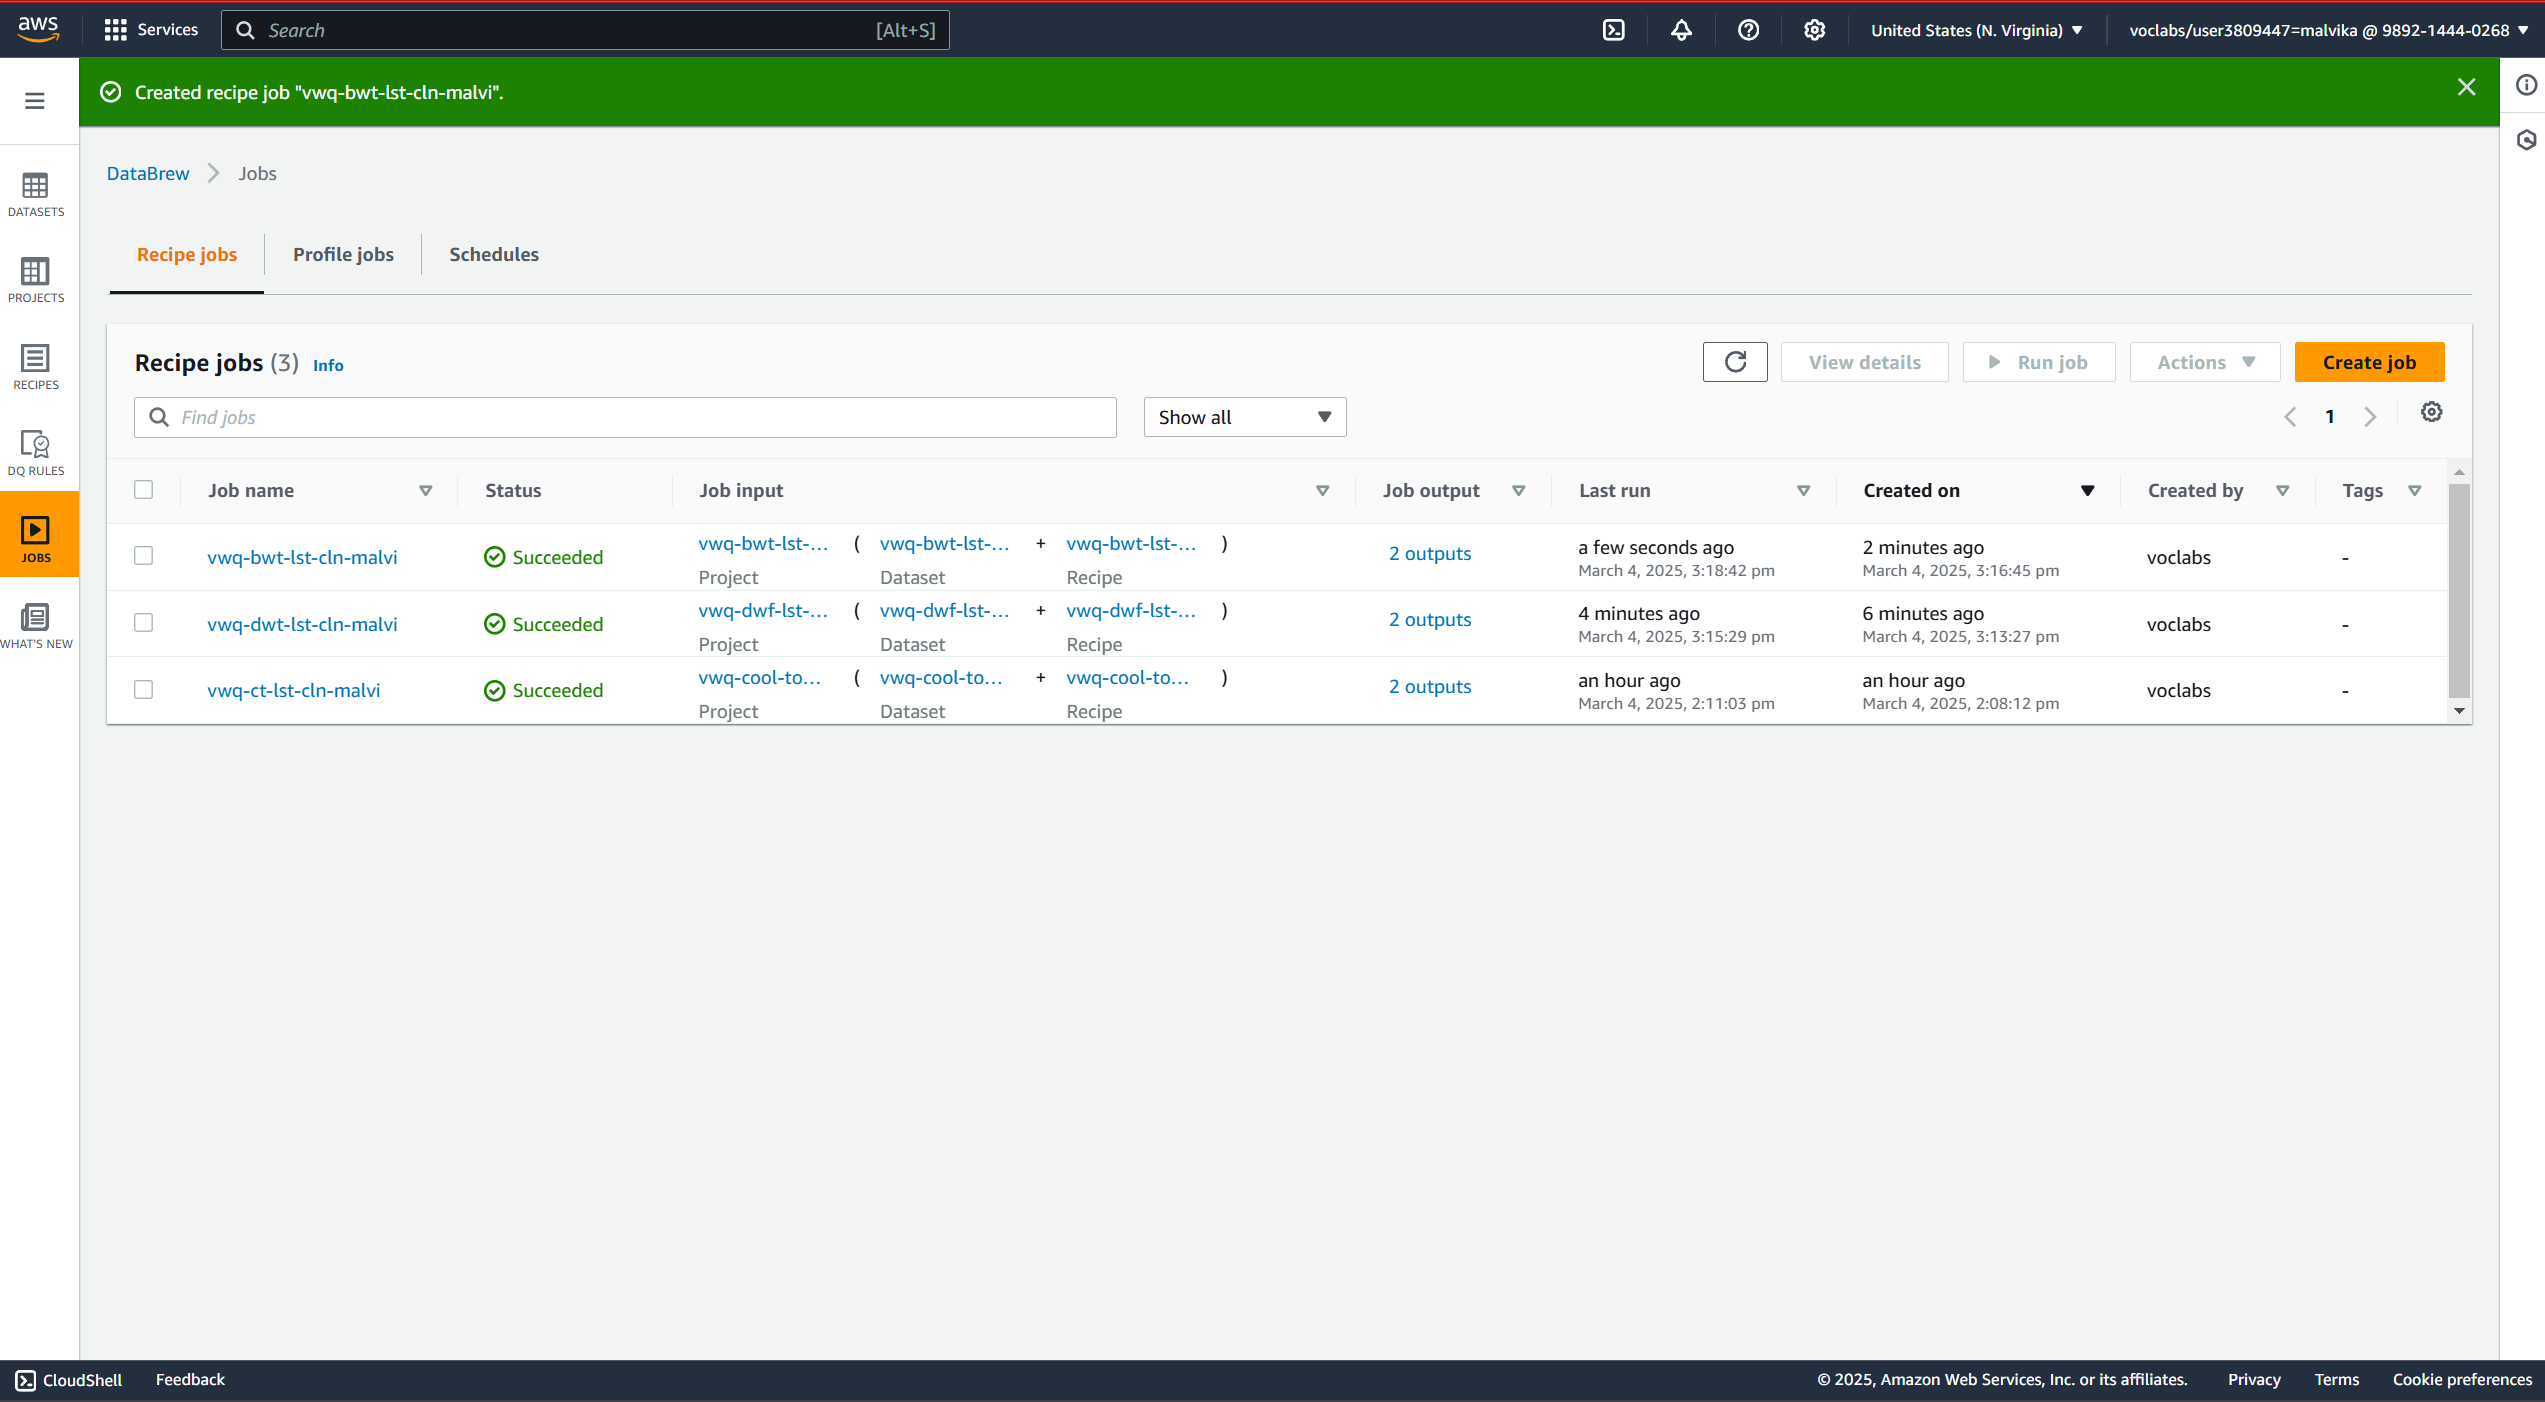 aws Services Search [Alt+S] United States (N. Virginia) voclabs/user3809447=malvika @ 9892-1444-0268
Created recipe job "vwq-bwt-lst-cln-malvi".
DataBrew Jobs
DATASETS
PROJECTS
RECIPES
DQ RULES
JOBS
WHAT'S NEW
Recipe jobs Profile jobs Schedules
Recipe jobs (3) Info View details Run job Actions Create job
Find jobs Show all 1
Job name Status Job input Job output Last run Created on Created by Tags
vwq-bwt-lst-cln-malvi Succeeded vwq-bwt-lst-... ( vwq-bwt-lst-... + vwq-bwt-lst-... ) 2 outputs a few seconds ago 2 minutes ago voclabs -
Project Dataset Recipe March 4, 2025, 3:18:42 pm March 4, 2025, 3:16:45 pm
vwq-dwt-lst-cln-malvi Succeeded vwq-dwf-lst-... ( vwq-dwf-lst-... + vwq-dwf-lst-... ) 2 outputs 4 minutes ago 6 minutes ago voclabs -
Project Dataset Recipe March 4, 2025, 3:15:29 pm March 4, 2025, 3:13:27 pm
vwq-ct-lst-cln-malvi Succeeded vwq-cool-to... ( vwq-cool-to... + vwq-cool-to... ) 2 outputs an hour ago an hour ago voclabs -
Project Dataset Recipe March 4, 2025, 2:11:03 pm March 4, 2025, 2:08:12 pm
CloudShell Feedback © 2025, Amazon Web Services, Inc. or its affiliates. Privacy Terms Cookie preferences